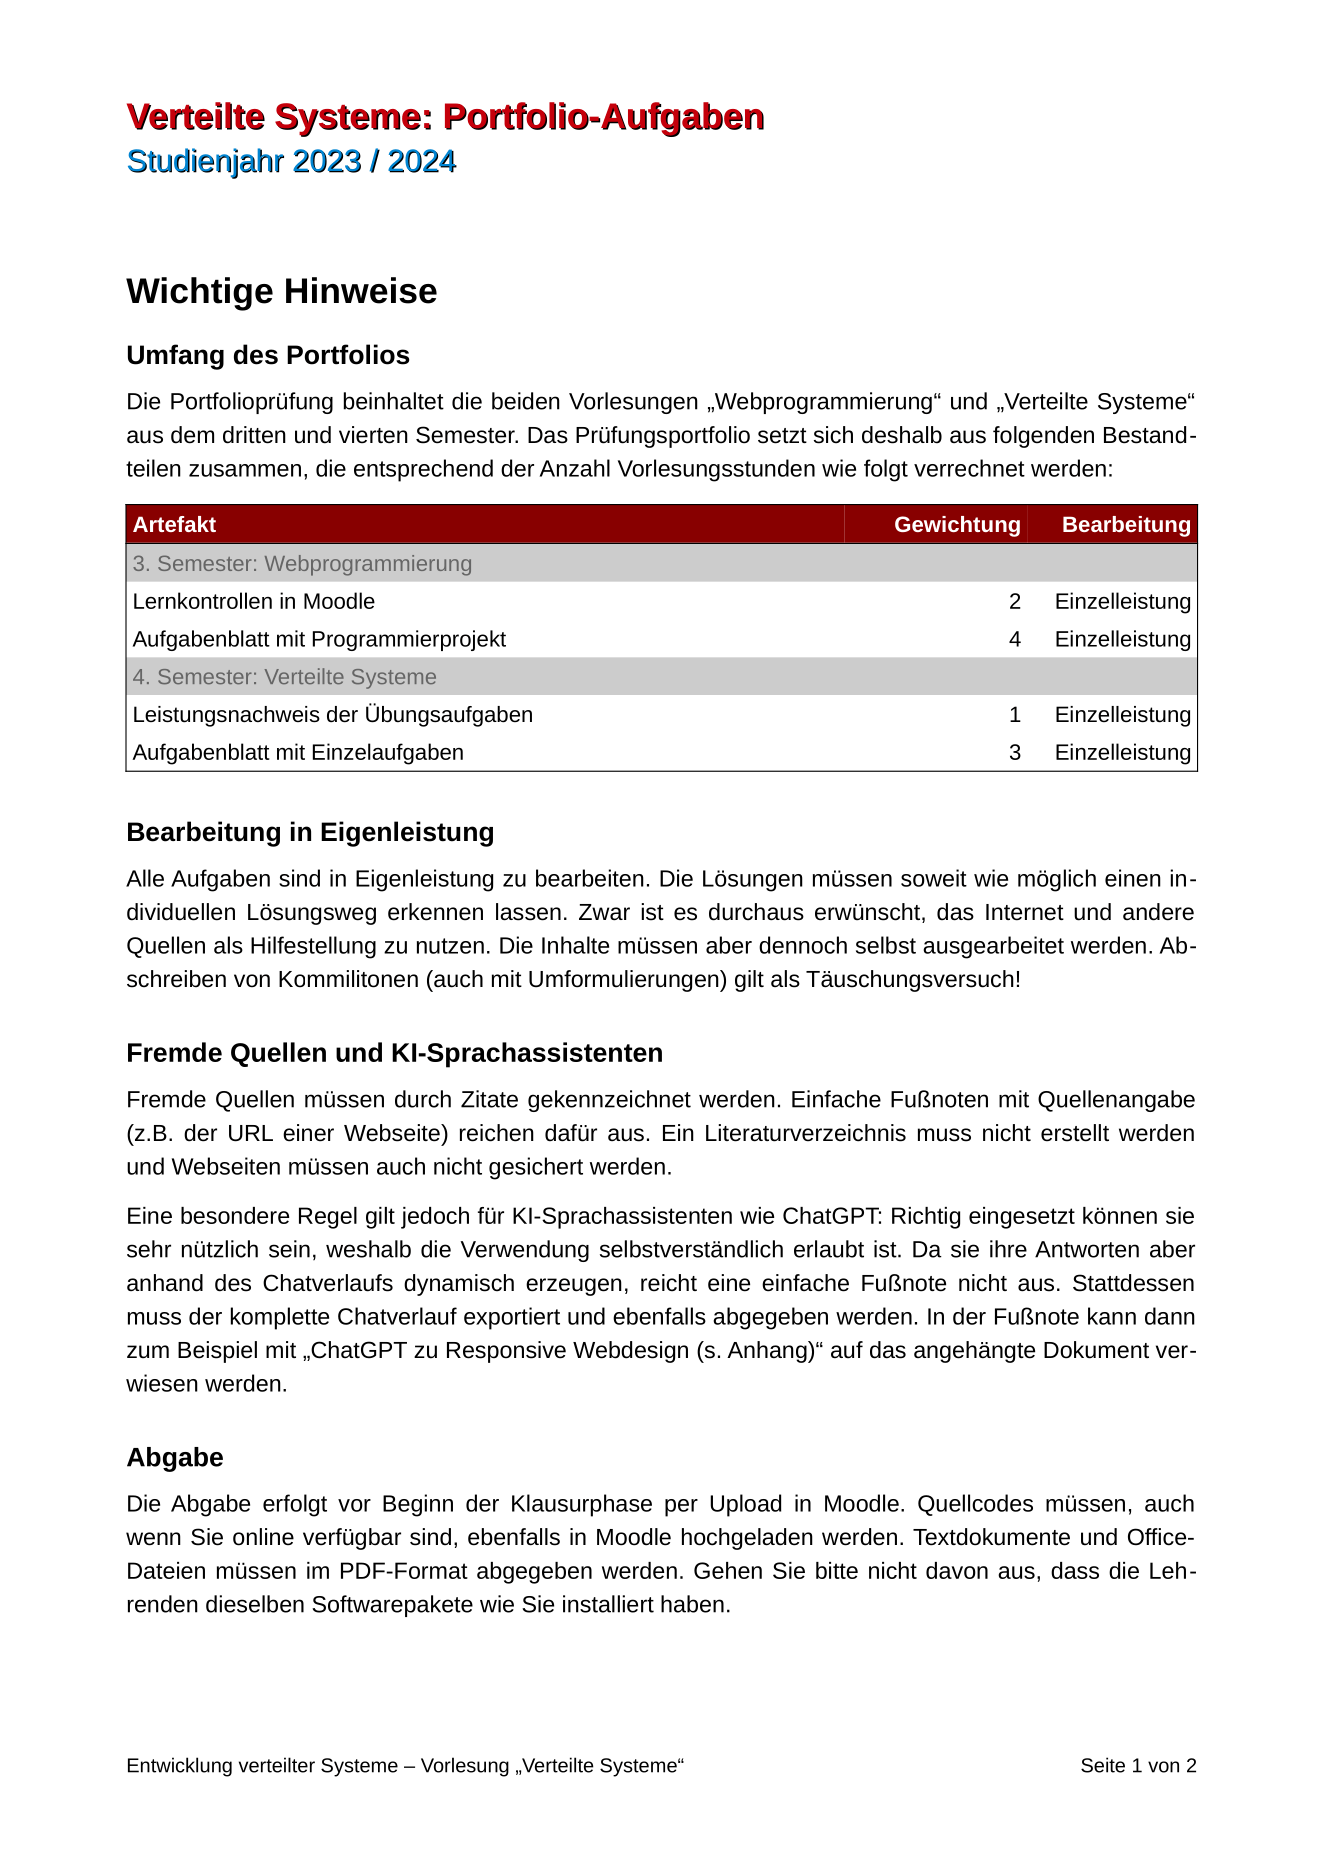 Verteilte Systeme: Portfolio-Aufgaben
Studienjahr 2023 / 2024
Wichtige Hinweise
Umfang des Portfolios
Die Portfolioprüfung beinhaltet die beiden Vorlesungen „Webprogrammierung“ und „Verteilte Systeme“
aus dem dritten und vierten Semester. Das Prüfungsportfolio setzt sich deshalb aus folgenden Bestand-
teilen zusammen, die entsprechend der Anzahl Vorlesungsstunden wie folgt verrechnet werden:
Artefakt Gewichtung Bearbeitung
3. Semester: Webprogrammierung
Lernkontrollen in Moodle 2 Einzelleistung
Aufgabenblatt mit Programmierprojekt 4 Einzelleistung
4. Semester: Verteilte Systeme
Leistungsnachweis der Übungsaufgaben 1 Einzelleistung
Aufgabenblatt mit Einzelaufgaben 3 Einzelleistung
Bearbeitung in Eigenleistung
Alle Aufgaben sind in Eigenleistung zu bearbeiten. Die Lösungen müssen soweit wie möglich einen in-
dividuellen Lösungsweg erkennen lassen. Zwar ist es durchaus erwünscht, das Internet und andere
Quellen als Hilfestellung zu nutzen. Die Inhalte müssen aber dennoch selbst ausgearbeitet werden. Ab-
schreiben von Kommilitonen (auch mit Umformulierungen) gilt als Täuschungsversuch!
Fremde Quellen und KI-Sprachassistenten
Fremde Quellen müssen durch Zitate gekennzeichnet werden. Einfache Fußnoten mit Quellenangabe
(z.B. der URL einer Webseite) reichen dafür aus. Ein Literaturverzeichnis muss nicht erstellt werden
und Webseiten müssen auch nicht gesichert werden.
Eine besondere Regel gilt jedoch für KI-Sprachassistenten wie ChatGPT: Richtig eingesetzt können sie
sehr nützlich sein, weshalb die Verwendung selbstverständlich erlaubt ist. Da sie ihre Antworten aber
anhand des Chatverlaufs dynamisch erzeugen, reicht eine einfache Fußnote nicht aus. Stattdessen
muss der komplette Chatverlauf exportiert und ebenfalls abgegeben werden. In der Fußnote kann dann
zum Beispiel mit „ChatGPT zu Responsive Webdesign (s. Anhang)“ auf das angehängte Dokument ver-
wiesen werden.
Abgabe
Die Abgabe erfolgt vor Beginn der Klausurphase per Upload in Moodle. Quellcodes müssen, auch
wenn Sie online verfügbar sind, ebenfalls in Moodle hochgeladen werden. Textdokumente und Office-
Dateien müssen im PDF-Format abgegeben werden. Gehen Sie bitte nicht davon aus, dass die Leh-
renden dieselben Softwarepakete wie Sie installiert haben.
Entwicklung verteilter Systeme – Vorlesung „Verteilte Systeme“ Seite 1 von 2